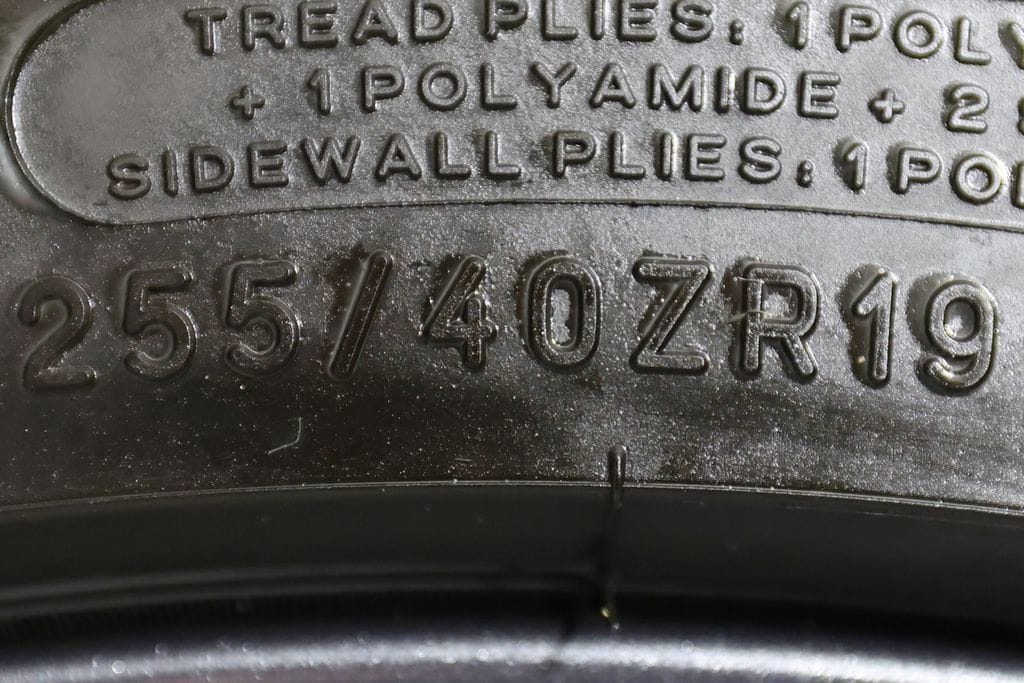 TREAD PLIES: 1 POLY
+ 1 POLYAMIDE + 2
SIDEWALL PLIES: 1 PO
255/40ZR19